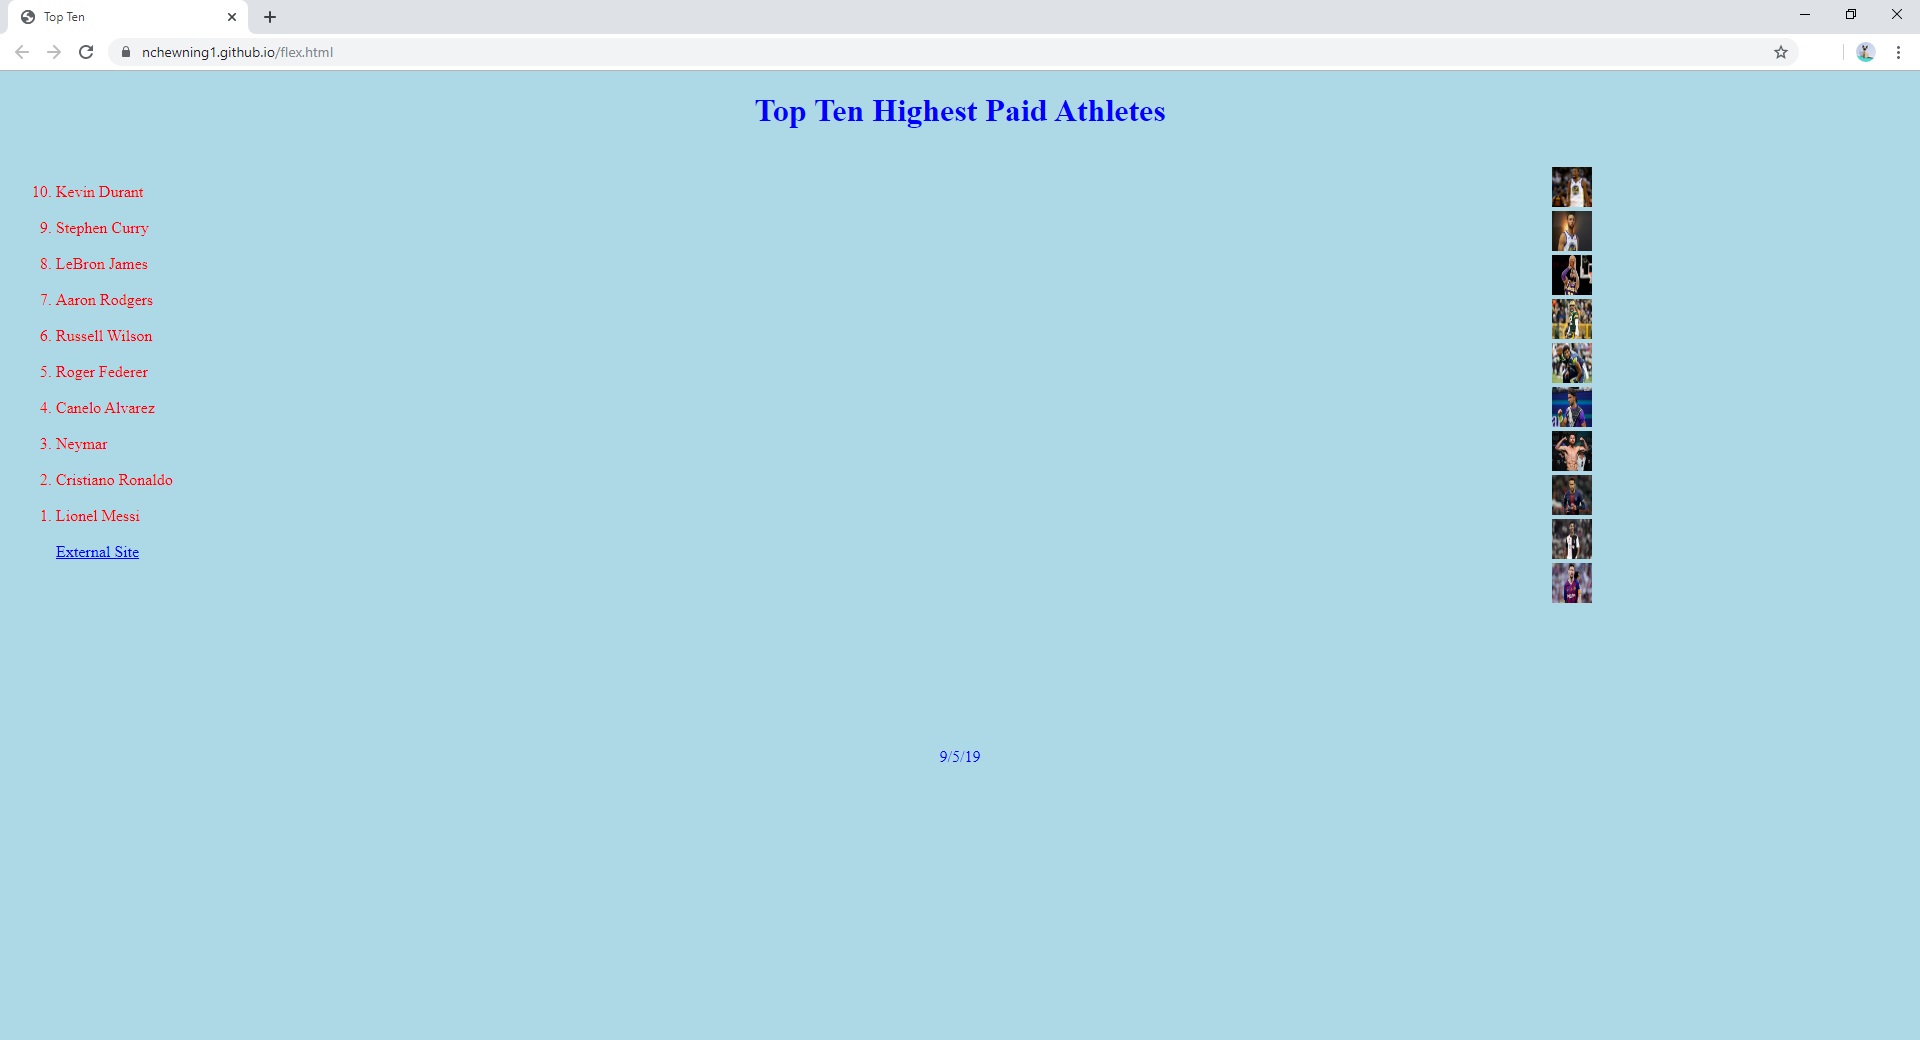 Top Ten
nchewning1.github.io/flex.html
Top Ten Highest Paid Athletes
10. Kevin Durant
9. Stephen Curry
8. LeBron James
7. Aaron Rodgers
6. Russell Wilson
5. Roger Federer
4. Canelo Alvarez
3. Neymar
2. Cristiano Ronaldo
1. Lionel Messi
External Site
9/5/19